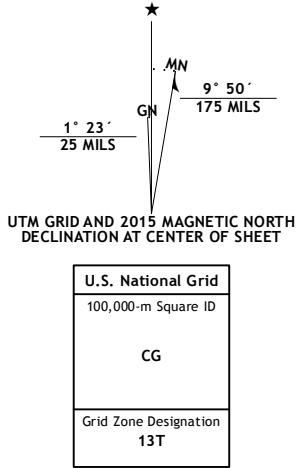 MN
GN
9° 50´
175 MILS
1° 23´
25 MILS
UTM GRID AND 2015 MAGNETIC NORTH
DECLINATION AT CENTER OF SHEET
U.S. National Grid
100,000-m Square ID
CG
Grid Zone Designation
13T